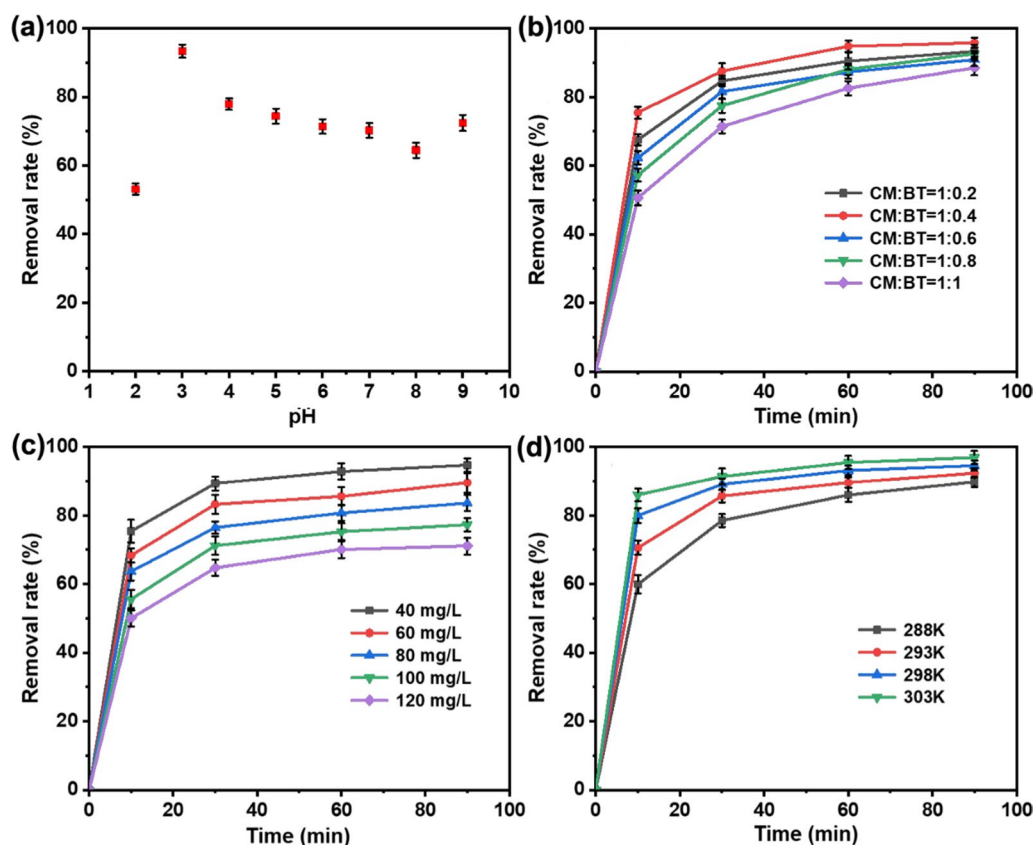 (a)
Removal rate (%)
100
80
60
40
20
0
1 2 3 4 5 6 7 8 9 10
pH
(b)
Removal rate (%)
100
80
60
40
20
0
CM:BT=1:0.2
CM:BT=1:0.4
CM:BT=1:0.6
CM:BT=1:0.8
CM:BT=1:1
0 20 40 60 80 100
Time (min)
(c)
Removal rate (%)
100
80
60
40
20
0
40 mg/L
60 mg/L
80 mg/L
100 mg/L
120 mg/L
0 20 40 60 80 100
Time (min)
(d)
Removal rate (%)
100
80
60
40
20
0
288K
293K
298K
303K
0 20 40 60 80 100
Time (min)